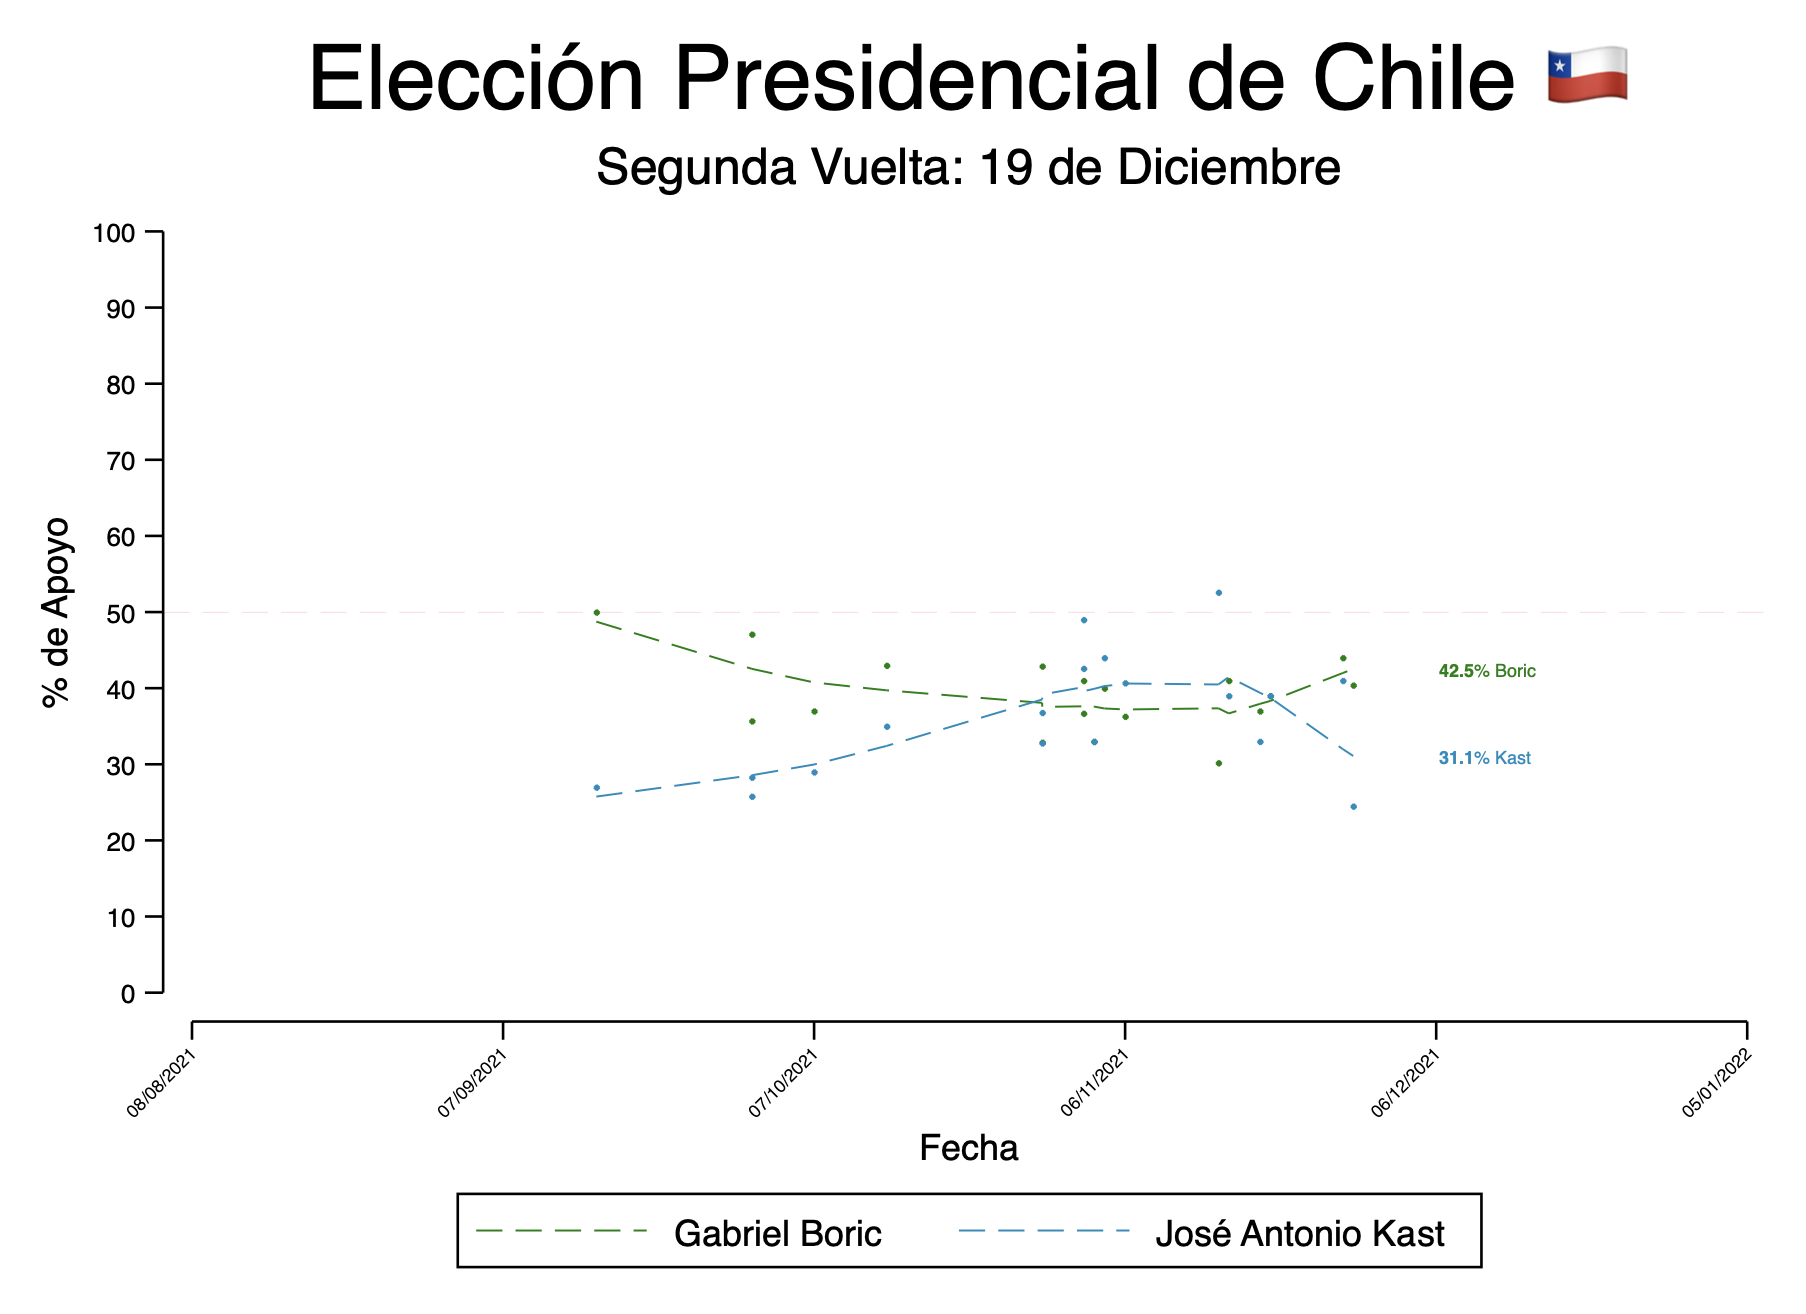 Elección Presidencial de Chile
Segunda Vuelta: 19 de Diciembre
100
90
80
70
60
50
40
30
20
10
0
% de Apoyo
42.5% Boric
31.1% Kast
08/08/2021
07/09/2021
07/10/2021
06/11/2021
06/12/2021
05/01/2022
Fecha
Gabriel Boric
José Antonio Kast